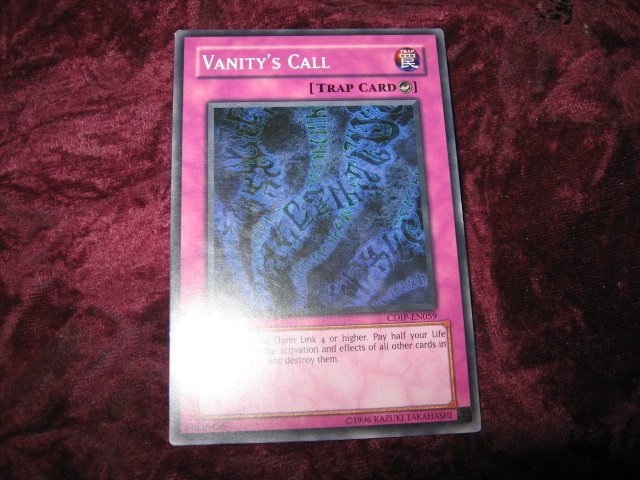 VANITY'S CALL
TRAP
罠
[TRAP CARD]
CDIP-EN059
Chain Link 4 or higher. Pay half your Life
the activation and effects of all other cards in
and destroy them.
©1996 KAZUKI TAKAHASHI